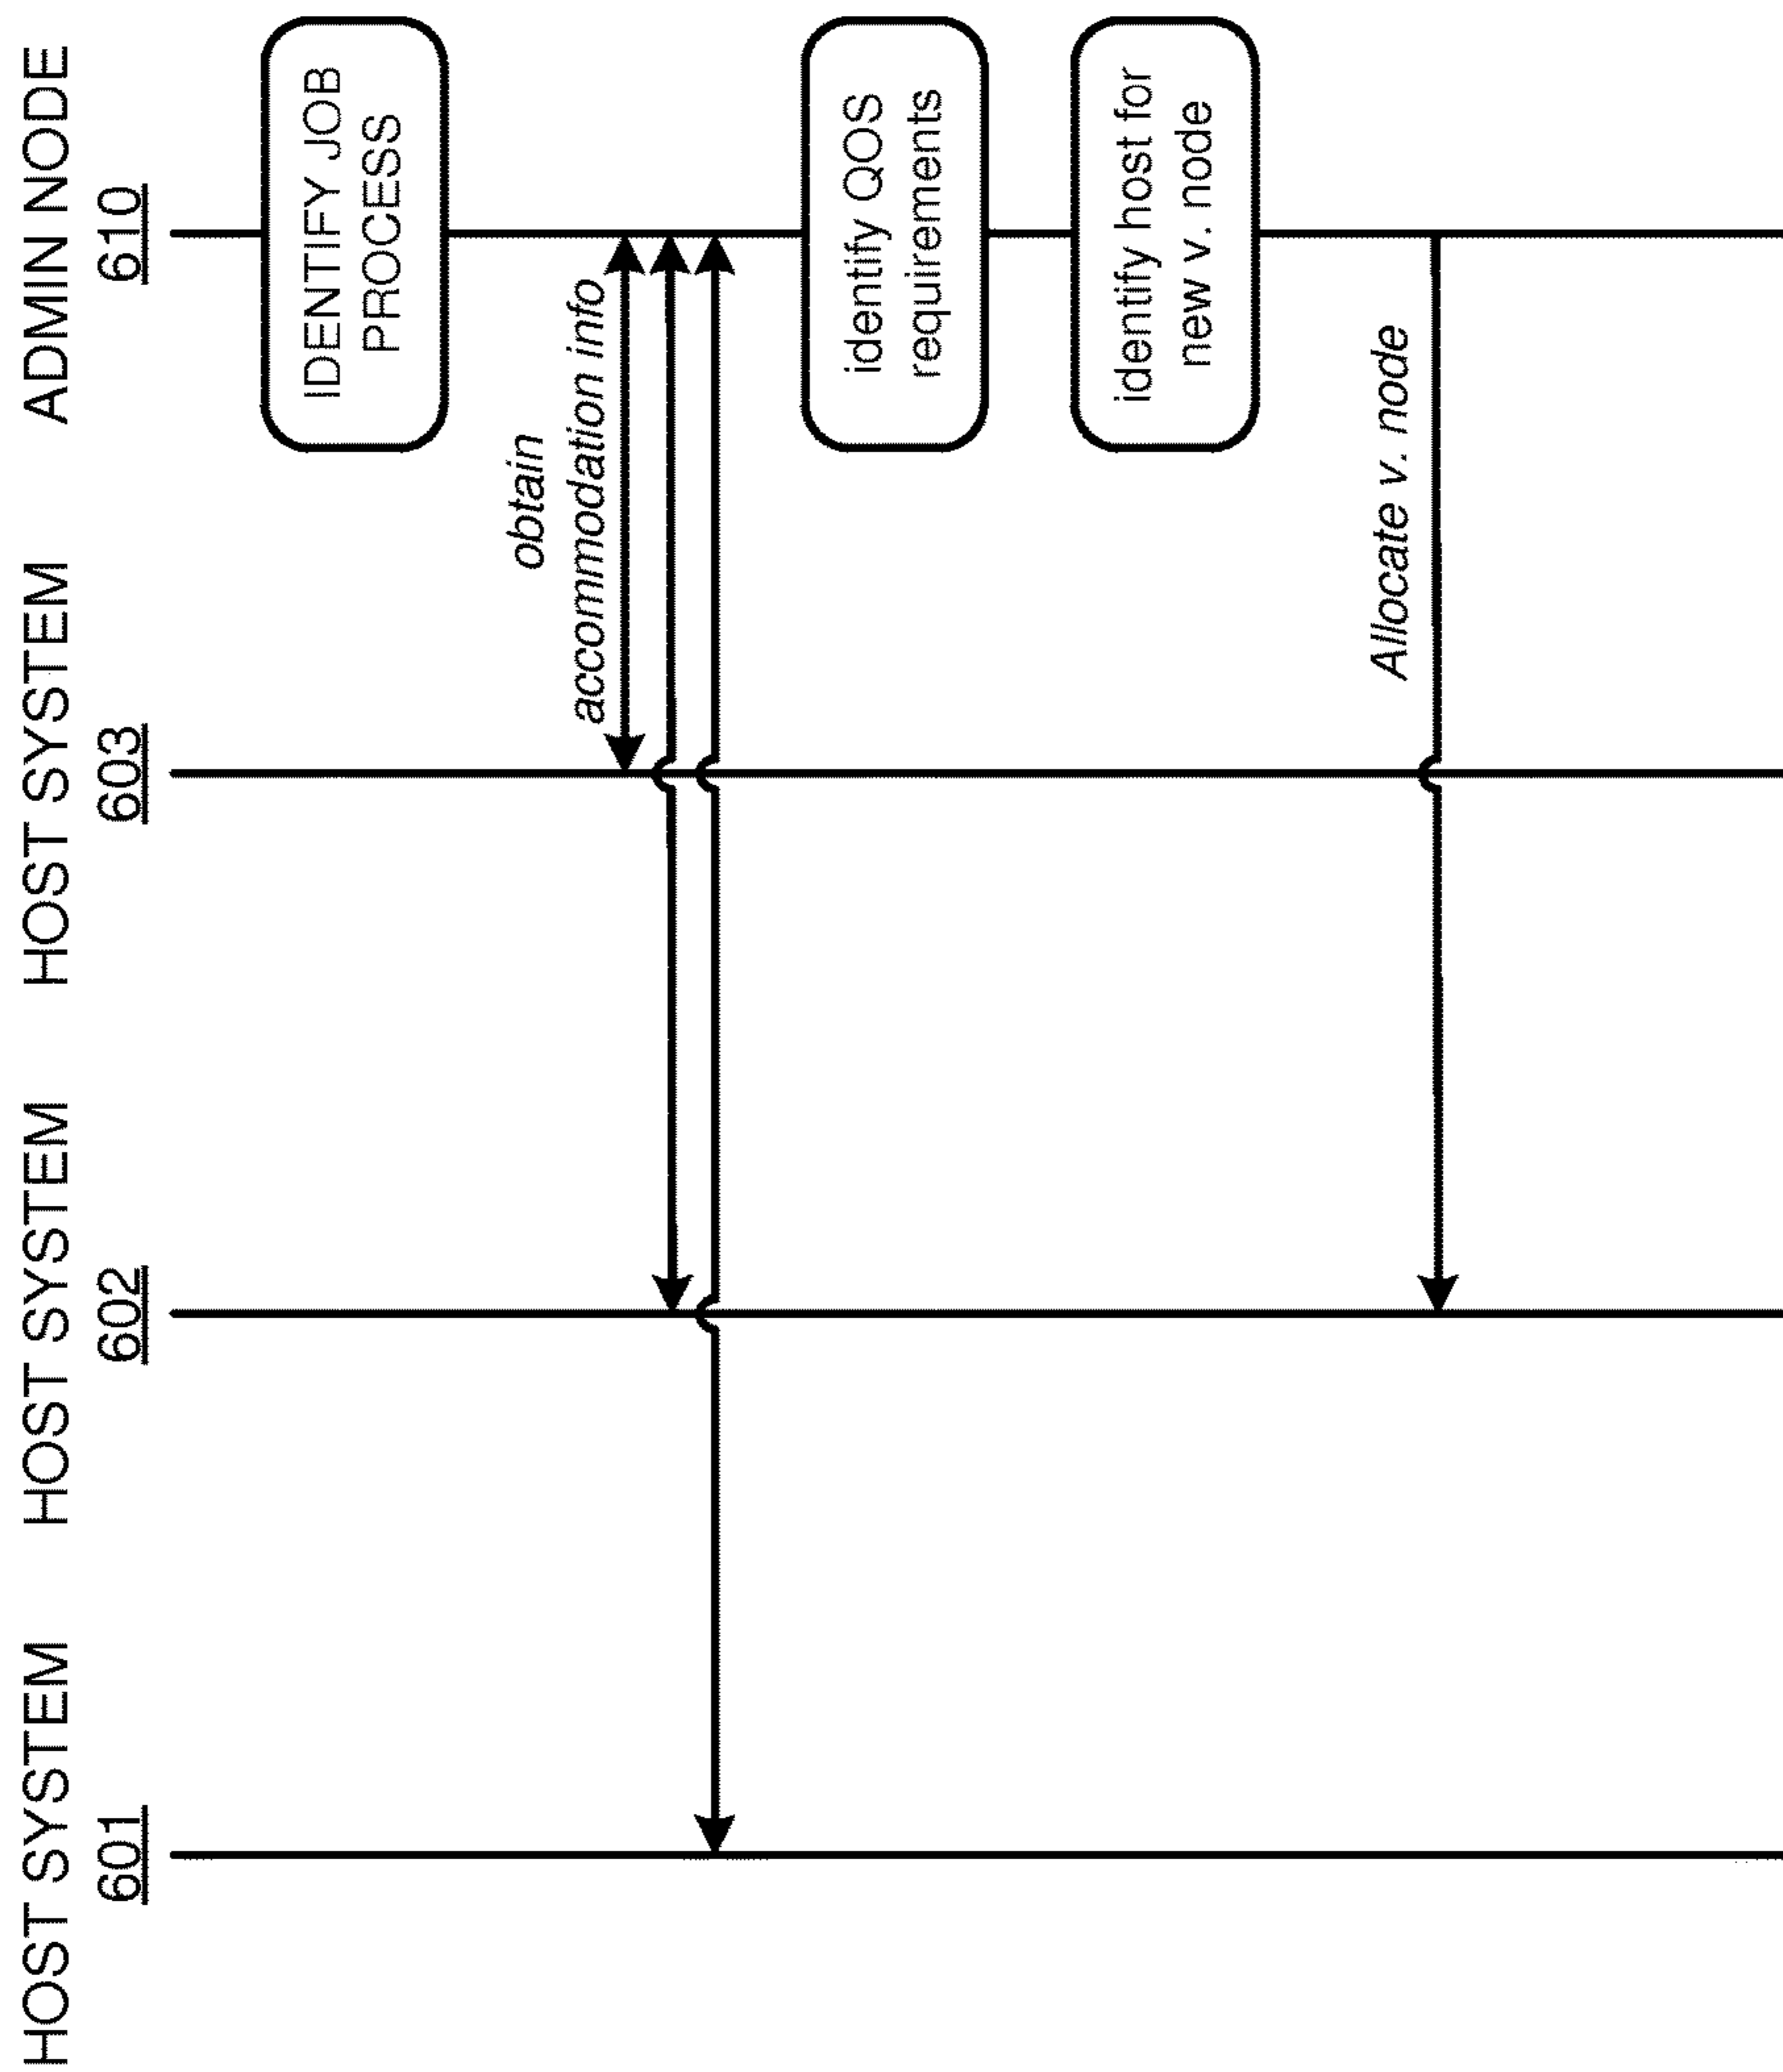 HOST SYSTEM
601
HOST SYSTEM
602
HOST SYSTEM
603
ADMIN NODE
610
IDENTIFY JOB
PROCESS
obtain
accommodation info
identify QOS
requirements
identify host for
new v. node
Allocate v. node